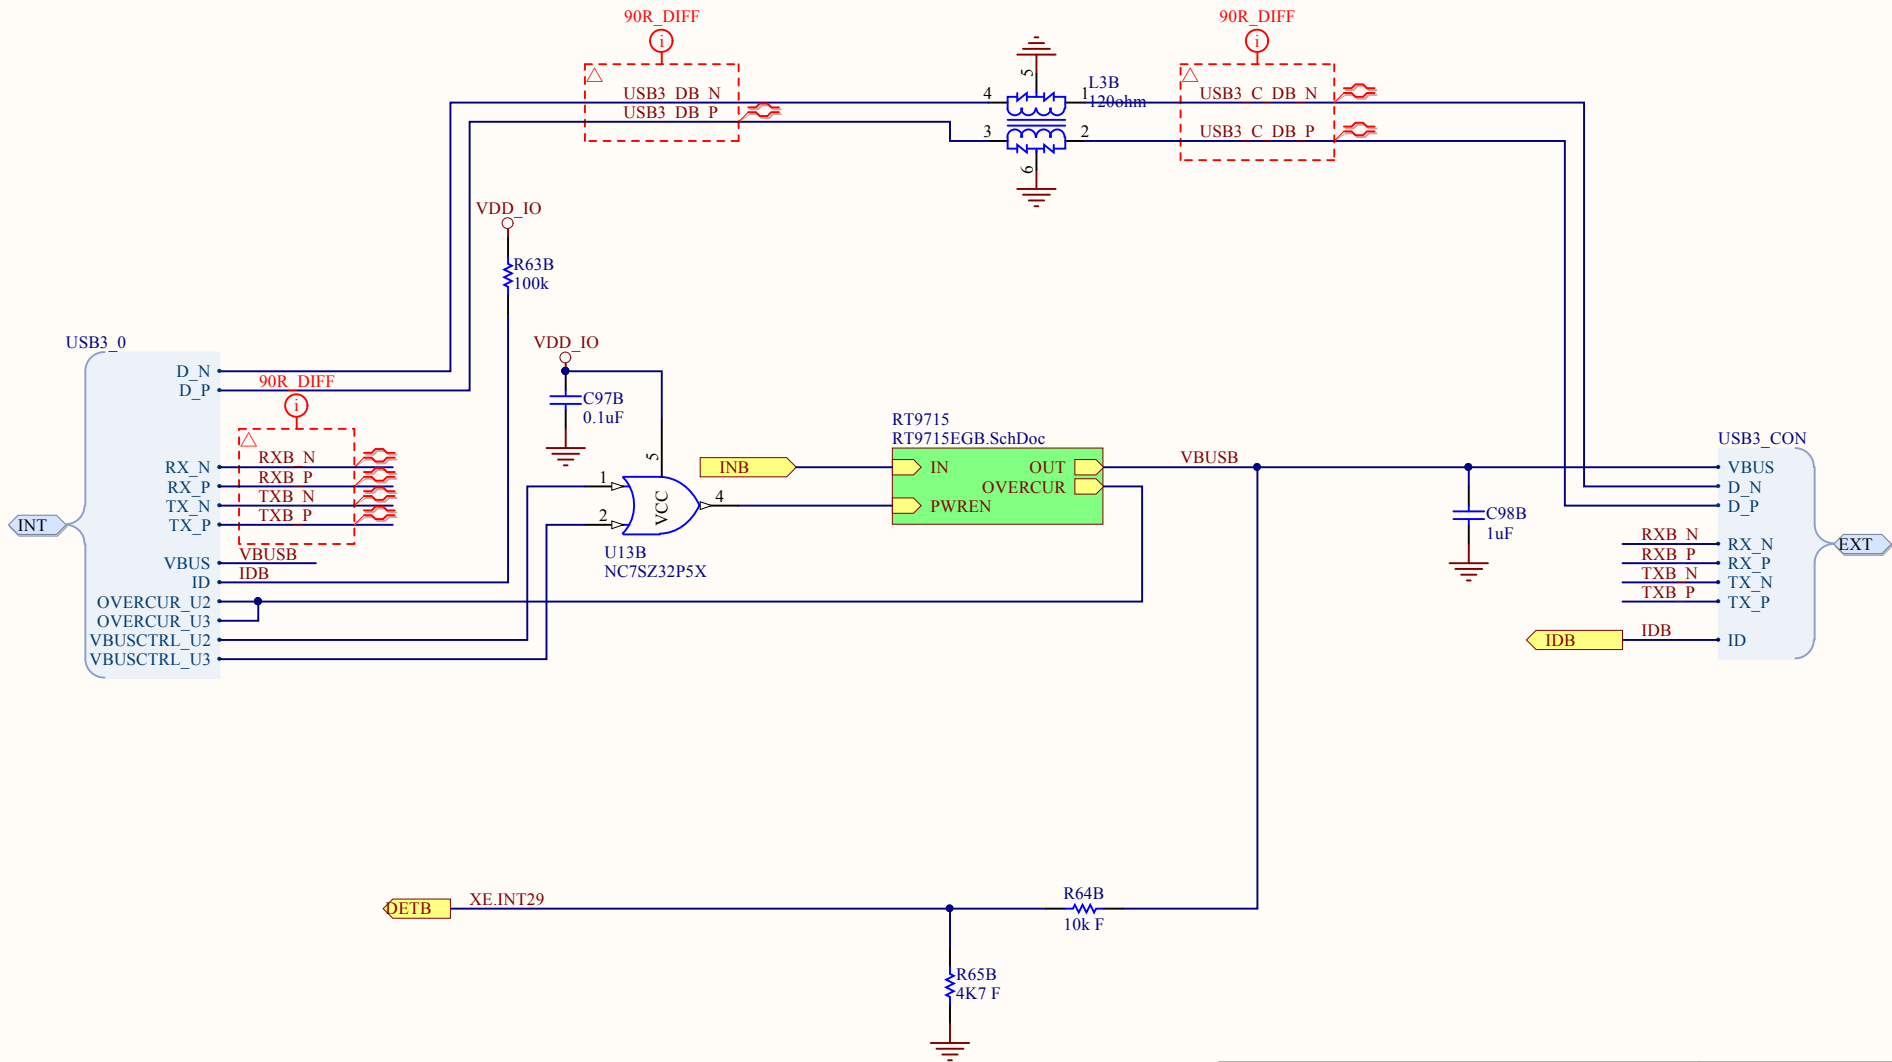 90R_DIFF
90R_DIFF
i
i
USB3_DB_N
USB3_DB_P
5
L3B
120ohm
4
1
3
2
6
USB3_C_DB_N
USB3_C_DB_P
VDD_IO
R63B
100k
USB3_0
D_N
D_P
90R_DIFF
i
RX_N
RX_P
TX_N
TX_P
RXB_N
RXB_P
TXB_N
TXB_P
INT
VBUS
VBUSB
ID
IDB
OVERCUR_U2
OVERCUR_U3
VBUSCTRL_U2
VBUSCTRL_U3
VDD_IO
C97B
0.1uF
5
1
2
VCC
4
U13B
NC7SZ32P5X
INB
RT9715
RT9715EGB.SchDoc
IN
OUT
OVERCUR
PWREN
VBUSB
C98B
1uF
USB3_CON
VBUS
D_N
D_P
RXB_N
RX_N
RXB_P
RX_P
TXB_N
TX_N
TXB_P
TX_P
EXT
IDB
IDB
ID
DETB
XE.INT29
R64B
10k F
R65B
4K7 F